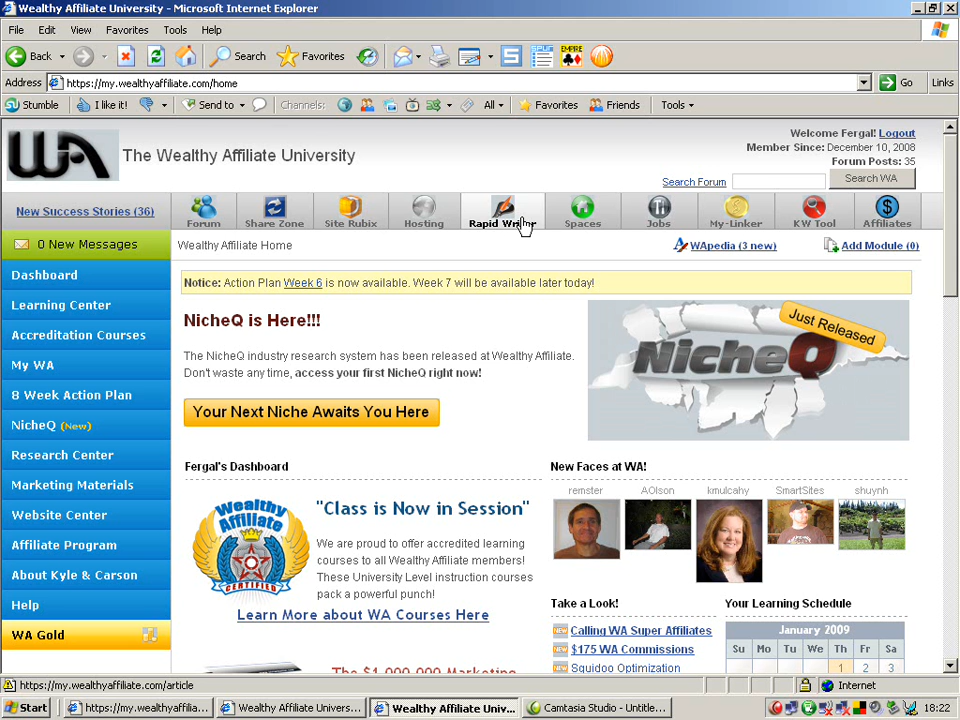 Wealthy Affiliate University - Microsoft Internet Explorer
File Edit View Favorites Tools Help
Back Search Favorites
Address https://my.wealthyaffiliate.com/home Go Links
Stumble I like it! Send to Channels: All Favorites Friends Tools
WA The Wealthy Affiliate University
Welcome Fergal! Logout
Member Since: December 10, 2008
Forum Posts: 35
Search Forum Search WA
New Success Stories (36)
Forum Share Zone Site Rubix Hosting Rapid Writer Spaces Jobs My-Linker KW Tool Affiliates
0 New Messages
Wealthy Affiliate Home WApedia (3 new) Add Module (0)
Dashboard
Learning Center
Accreditation Courses
My WA
8 Week Action Plan
NicheQ (New)
Research Center
Marketing Materials
Website Center
Affiliate Program
About Kyle & Carson
Help
WA Gold
Notice: Action Plan Week 6 is now available. Week 7 will be available later today!
NicheQ is Here!!!
The NicheQ industry research system has been released at Wealthy Affiliate.
Don't waste any time, access your first NicheQ right now!
Your Next Niche Awaits You Here
Just Released
NicheQ
Fergal's Dashboard
Wealthy
Affiliate
CERTIFIED
"Class is Now in Session"
We are proud to offer accredited learning
courses to all Wealthy Affiliate members!
These University Level instruction courses
pack a powerful punch!
Learn More about WA Courses Here
The $1,000,000 Marketing
New Faces at WA!
remster AOlson kmulcahy SmartSites shuynh
Take a Look!
Calling WA Super Affiliates
$175 WA Commissions
Squidoo Optimization
Your Learning Schedule
January 2009
Su Mo Tu We Th Fr Sa
1 2 3
https://my.wealthyaffiliate.com/article Internet
Start https://my.wealthyaffilia... Wealthy Affiliate Univers... Wealthy Affiliate Univ... Camtasia Studio - Untitle... 18:22